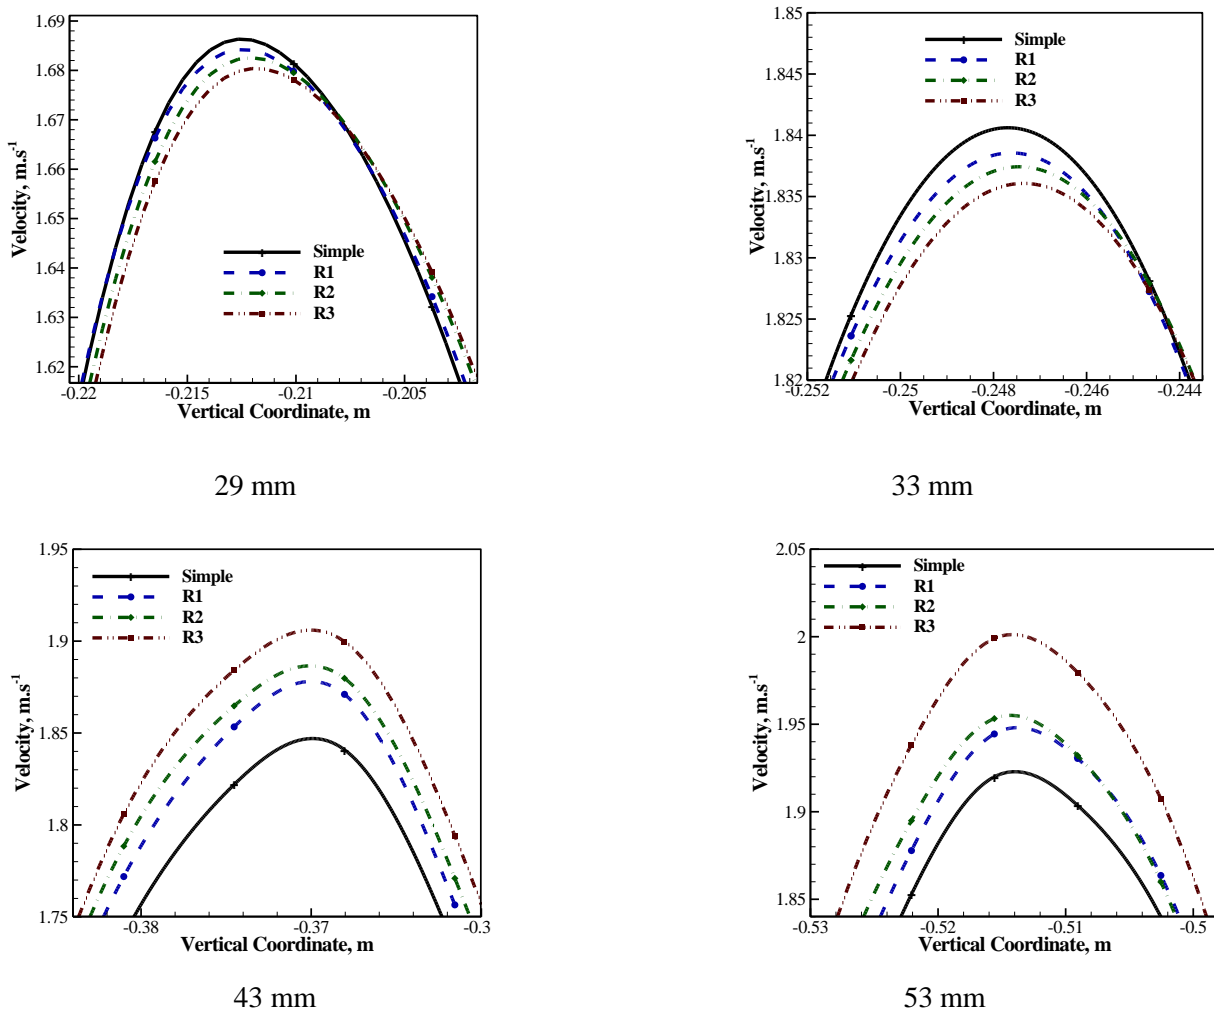 1.69
1.68
1.67
1.66
1.65
1.64
1.63
1.62
Velocity, m.s-1
Simple
R1
R2
R3
-0.22 -0.215 -0.21 -0.205
Vertical Coordinate, m
29 mm
1.85
1.845
1.84
1.835
1.83
1.825
1.82
Velocity, m.s-1
Simple
R1
R2
R3
-0.252 -0.25 -0.248 -0.246 -0.244
Vertical Coordinate, m
33 mm
1.95
1.9
1.85
1.8
1.75
Velocity, m.s-1
Simple
R1
R2
R3
-0.38 -0.37 -0.3
Vertical Coordinate, m
43 mm
2.05
2
1.95
1.9
1.85
Velocity, m.s-1
Simple
R1
R2
R3
-0.53 -0.52 -0.51 -0.5
Vertical Coordinate, m
53 mm